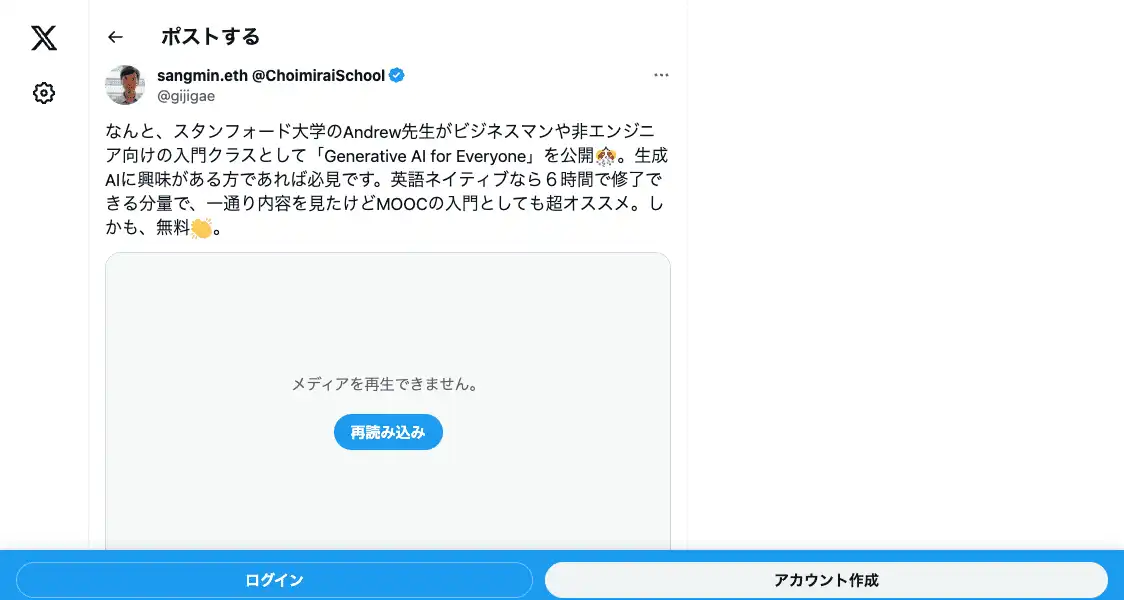 ポストする
sangmin.eth @ChoimiraiSchool
@gijigae
なんと、スタンフォード大学のAndrew先生がビジネスマンや非エンジニ
ア向けの入門クラスとして「Generative AI for Everyone」を公開🎊。生成
AIに興味がある方であれば必見です。英語ネイティブなら６時間で修了で
きる分量で、一通り内容を見たけどMOOCの入門としても超オススメ。し
かも、無料👏。
メディアを再生できません。
再読み込み
ログイン
アカウント作成